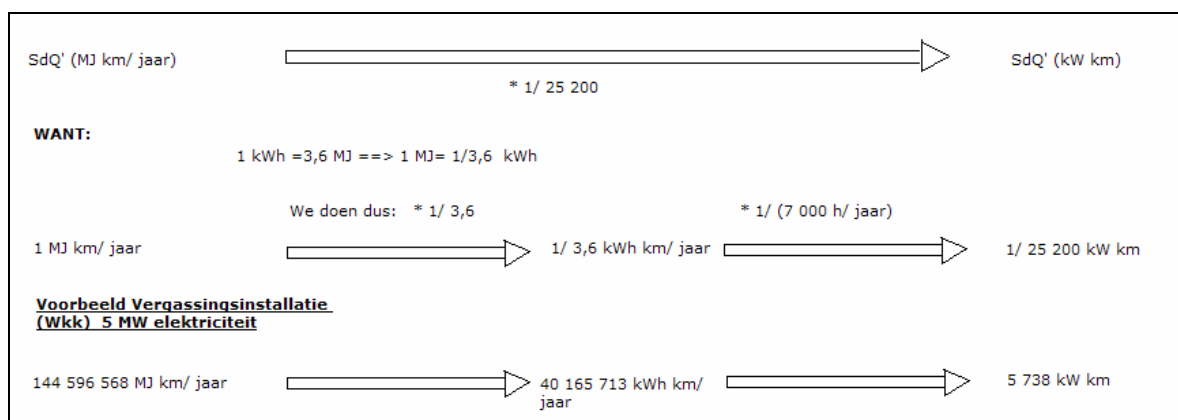 SdQ' (MJ km/ jaar) SdQ' (kW km)
* 1/ 25 200
WANT:
1 kWh =3,6 MJ ==> 1 MJ= 1/3,6 kWh
We doen dus: * 1/ 3,6 * 1/ (7 000 h/ jaar)
1 MJ km/ jaar 1/ 3,6 kWh km/ jaar 1/ 25 200 kW km
Voorbeeld Vergassingsinstallatie
(Wkk) 5 MW elektriciteit
144 596 568 MJ km/ jaar 40 165 713 kWh km/ 5 738 kW km
jaar